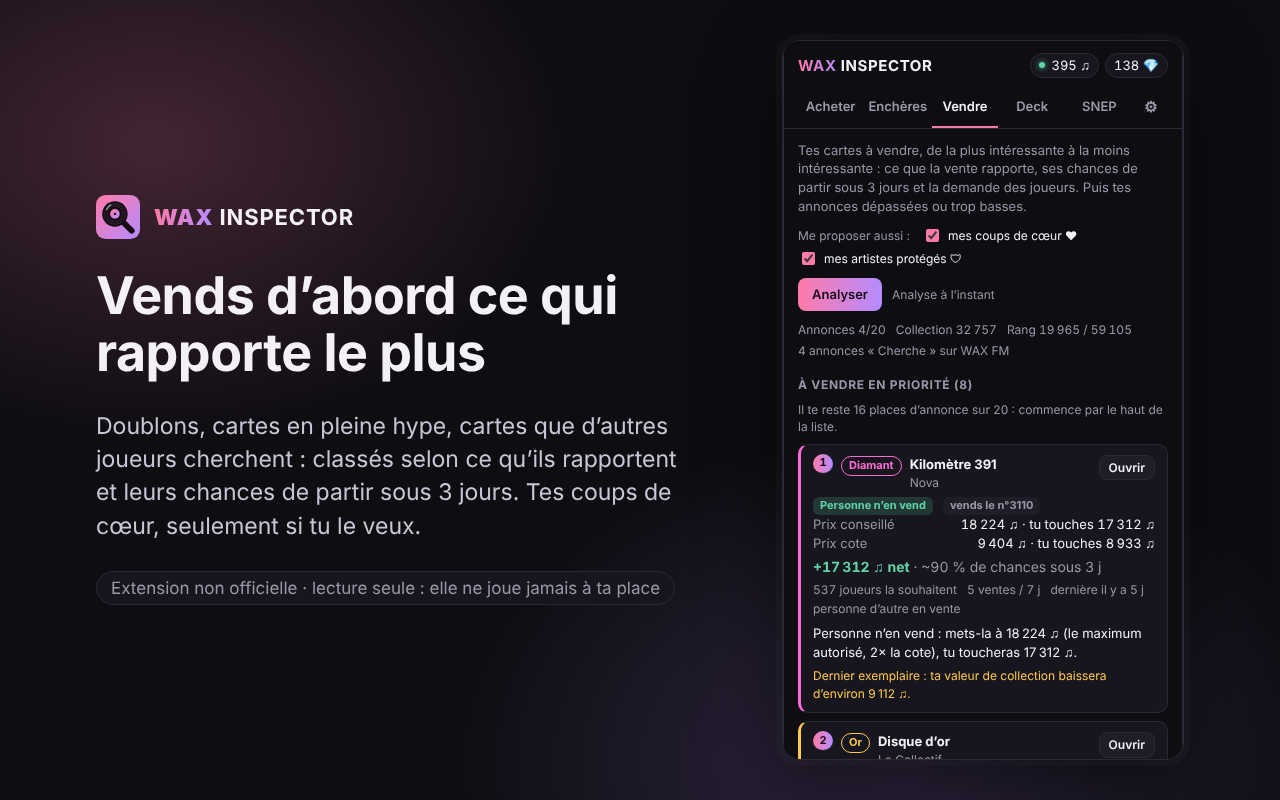 WAX INSPECTOR
Vends d’abord ce qui
rapporte le plus
Doublons, cartes en pleine hype, cartes que d’autres
joueurs cherchent : classés selon ce qu’ils rapportent
et leurs chances de partir sous 3 jours. Tes coups de
cœur, seulement si tu le veux.
Extension non officielle · lecture seule : elle ne joue jamais à ta place
WAX INSPECTOR
395 ♫ 138 💎
Acheter Enchères Vendre Deck SNEP ⚙
Tes cartes à vendre, de la plus intéressante à la moins
intéressante : ce que la vente rapporte, ses chances de
partir sous 3 jours et la demande des joueurs. Puis tes
annonces dépassées ou trop basses.
Me proposer aussi : mes coups de cœur ♥
mes artistes protégés 🛡
Analyser Analyse à l’instant
Annonces 4/20 Collection 32 757 Rang 19 965 / 59 105
4 annonces « Cherche » sur WAX FM
À VENDRE EN PRIORITÉ (8)
Il te reste 16 places d’annonce sur 20 : commence par le haut de
la liste.
1 Diamant Kilomètre 391 Ouvrir
Nova
Personne n’en vend vends le n°3110
Prix conseillé 18 224 ♫ · tu touches 17 312 ♫
Prix cote 9 404 ♫ · tu touches 8 933 ♫
+17 312 ♫ net · ~90 % de chances sous 3 j
537 joueurs la souhaitent 5 ventes / 7 j dernière il y a 5 j
personne d’autre en vente
Personne n’en vend : mets-la à 18 224 ♫ (le maximum
autorisé, 2× la cote), tu toucheras 17 312 ♫.
Dernier exemplaire : ta valeur de collection baissera
d’environ 9 112 ♫.
2 Or Disque d’or Ouvrir
Le Collectif